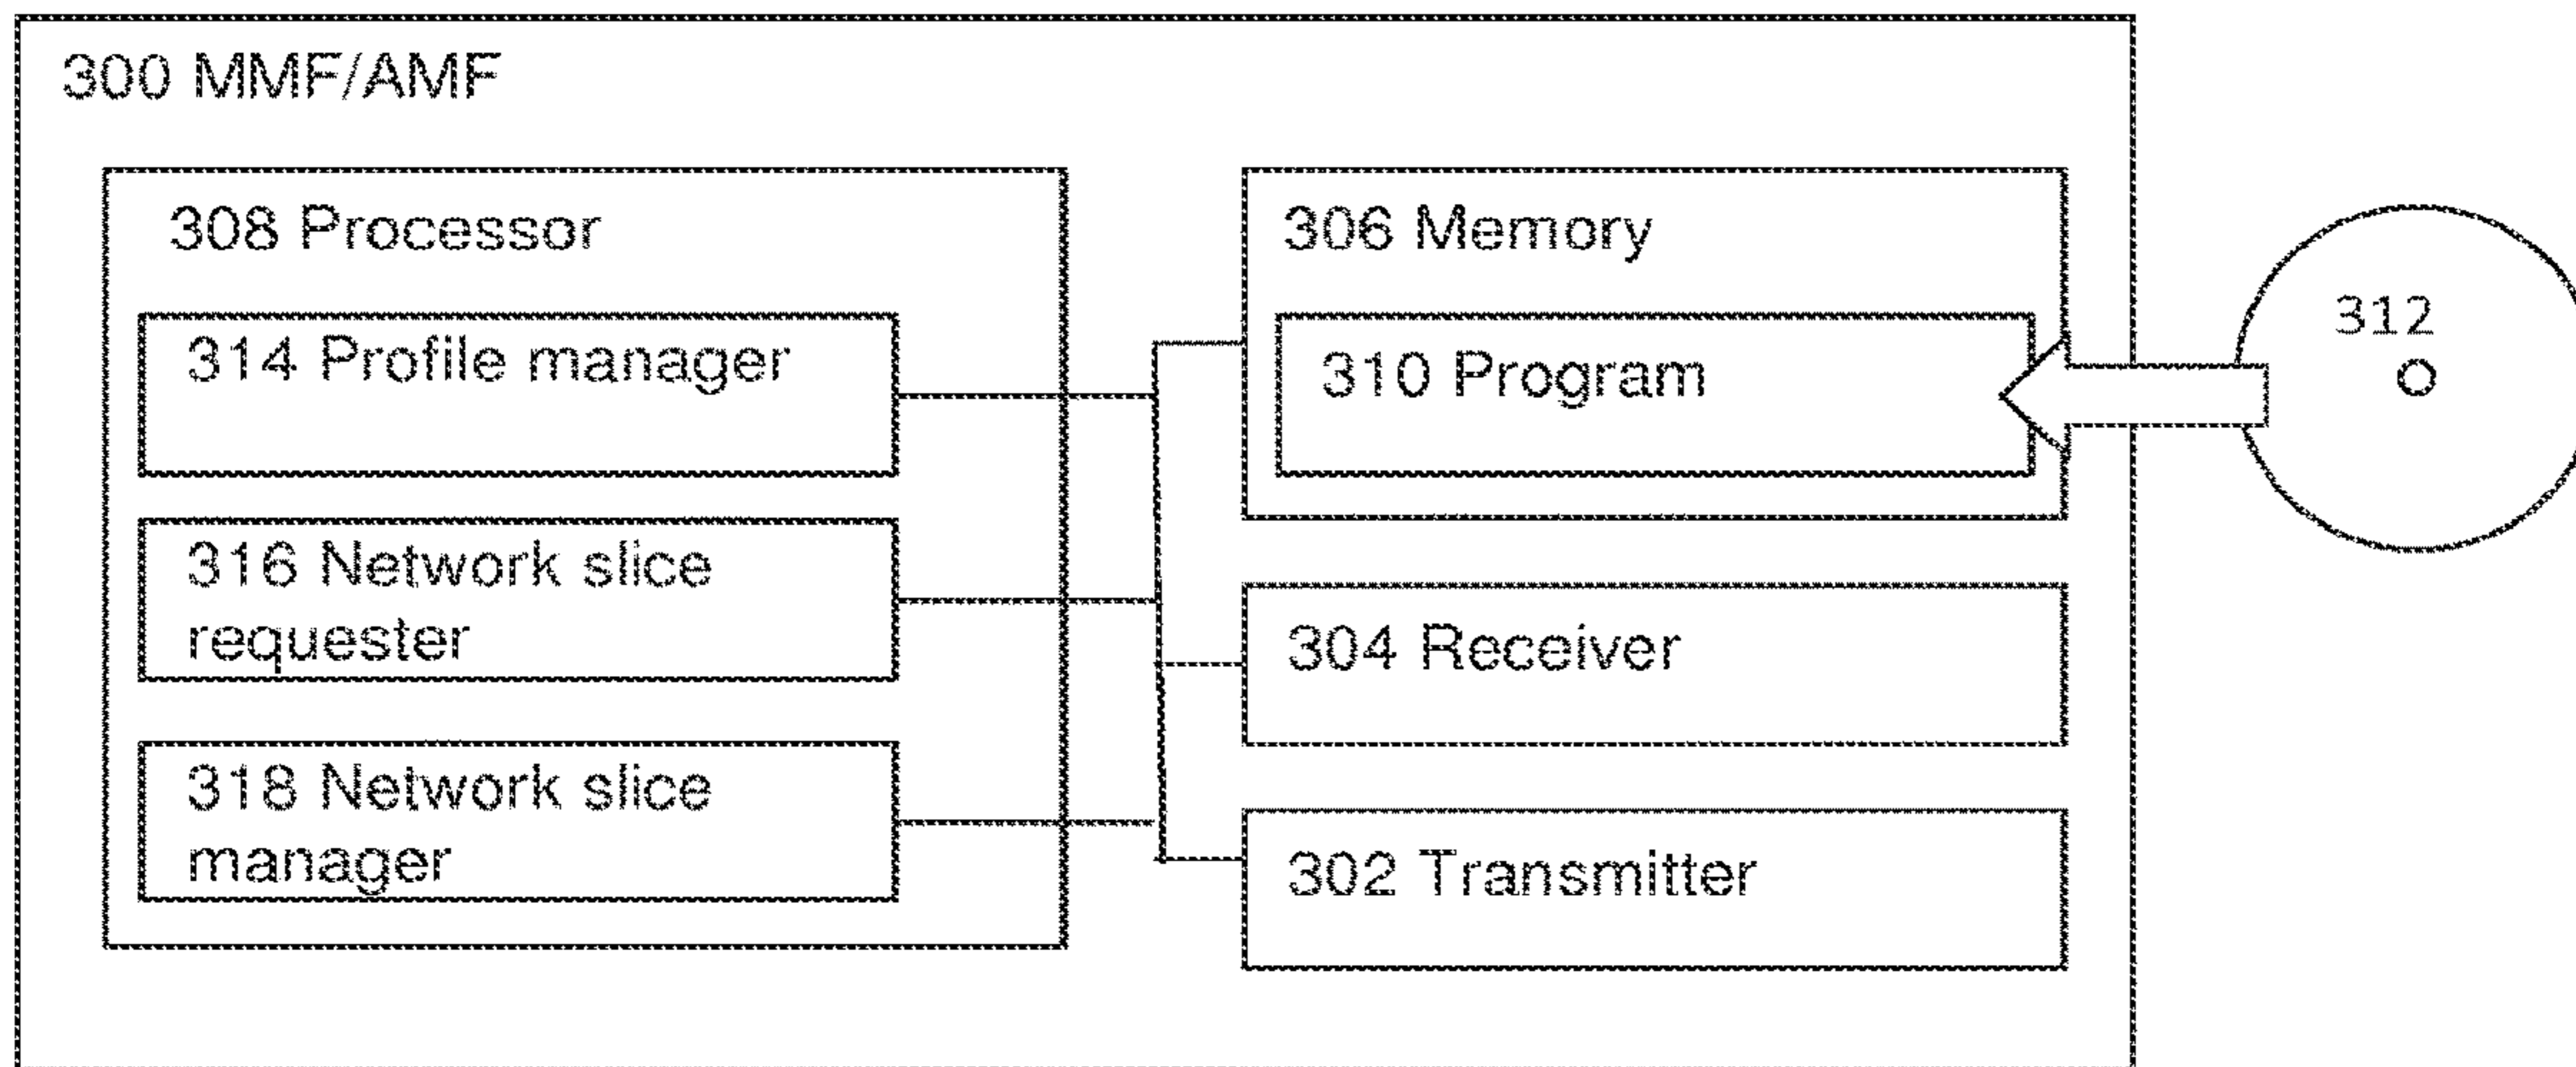 300 MMF/AMF
308 Processor
314 Profile manager
316 Network slice
requester
318 Network slice
manager
306 Memory
310 Program
304 Receiver
302 Transmitter
312